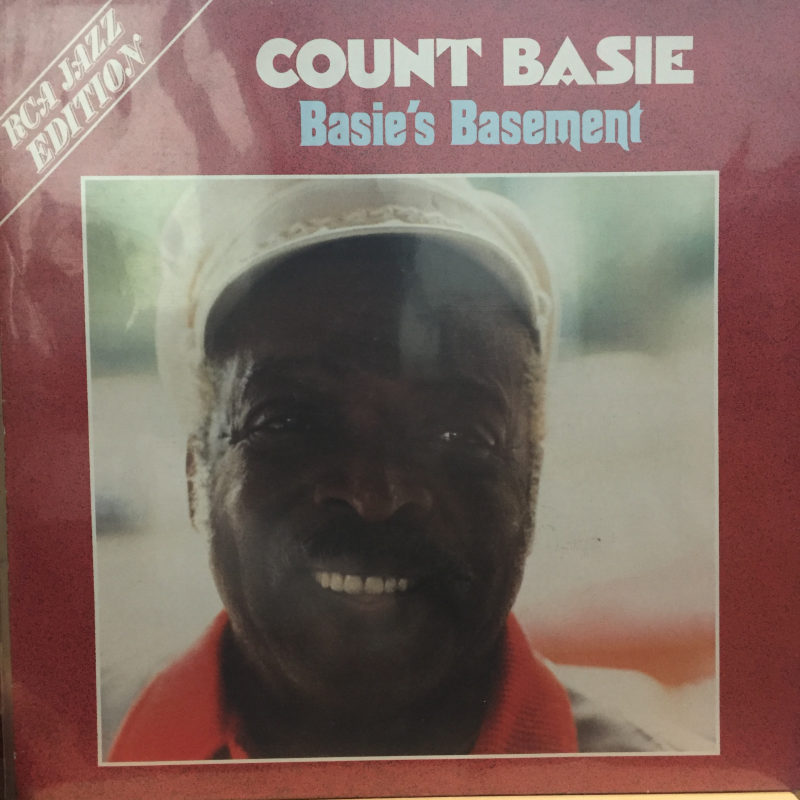 RCA JAZZ
EDITION
COUNT BASIE
Basie's Basement